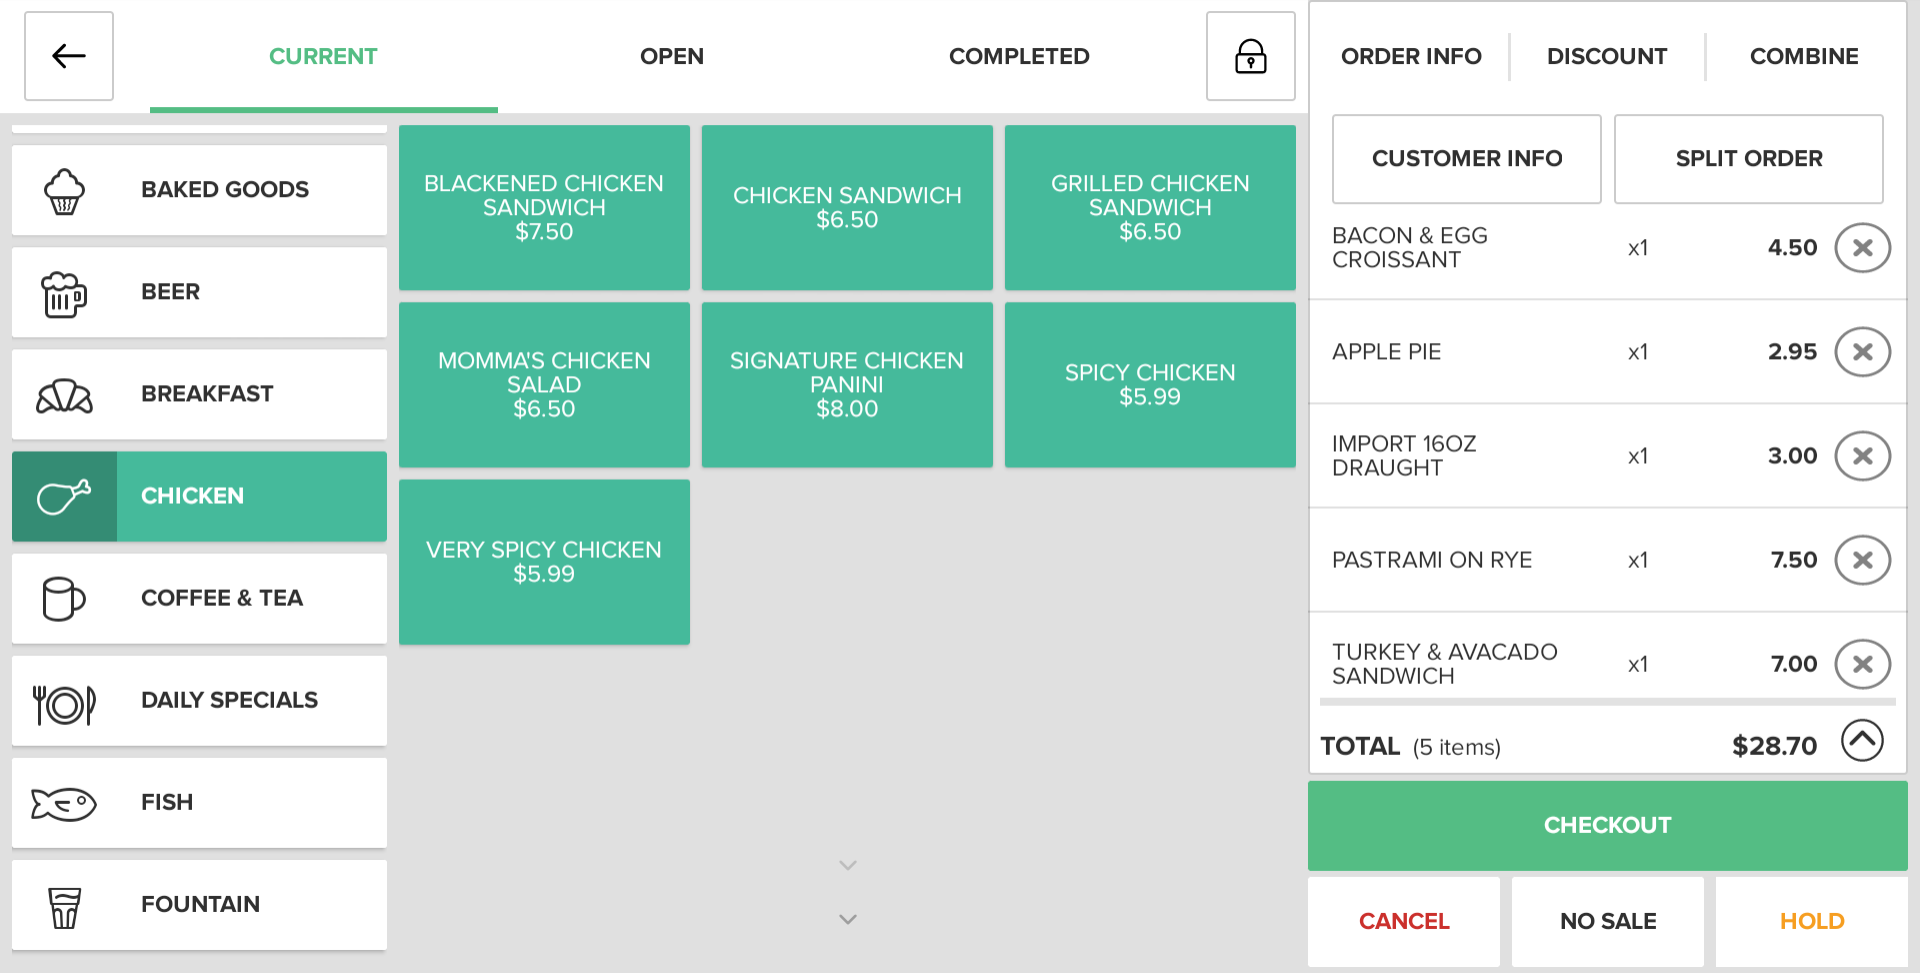 CURRENT
OPEN
COMPLETED
ORDER INFO
DISCOUNT
COMBINE
BAKED GOODS
BEER
BREAKFAST
CHICKEN
COFFEE & TEA
DAILY SPECIALS
FISH
FOUNTAIN
BLACKENED CHICKEN
SANDWICH
$7.50
CHICKEN SANDWICH
$6.50
GRILLED CHICKEN
SANDWICH
$6.50
MOMMA'S CHICKEN
SALAD
$6.50
SIGNATURE CHICKEN
PANINI
$8.00
SPICY CHICKEN
$5.99
VERY SPICY CHICKEN
$5.99
CUSTOMER INFO
SPLIT ORDER
BACON & EGG
CROISSANT
x1
4.50
APPLE PIE
x1
2.95
IMPORT 16OZ
DRAUGHT
x1
3.00
PASTRAMI ON RYE
x1
7.50
TURKEY & AVACADO
SANDWICH
x1
7.00
TOTAL (5 items)
$28.70
CHECKOUT
CANCEL
NO SALE
HOLD